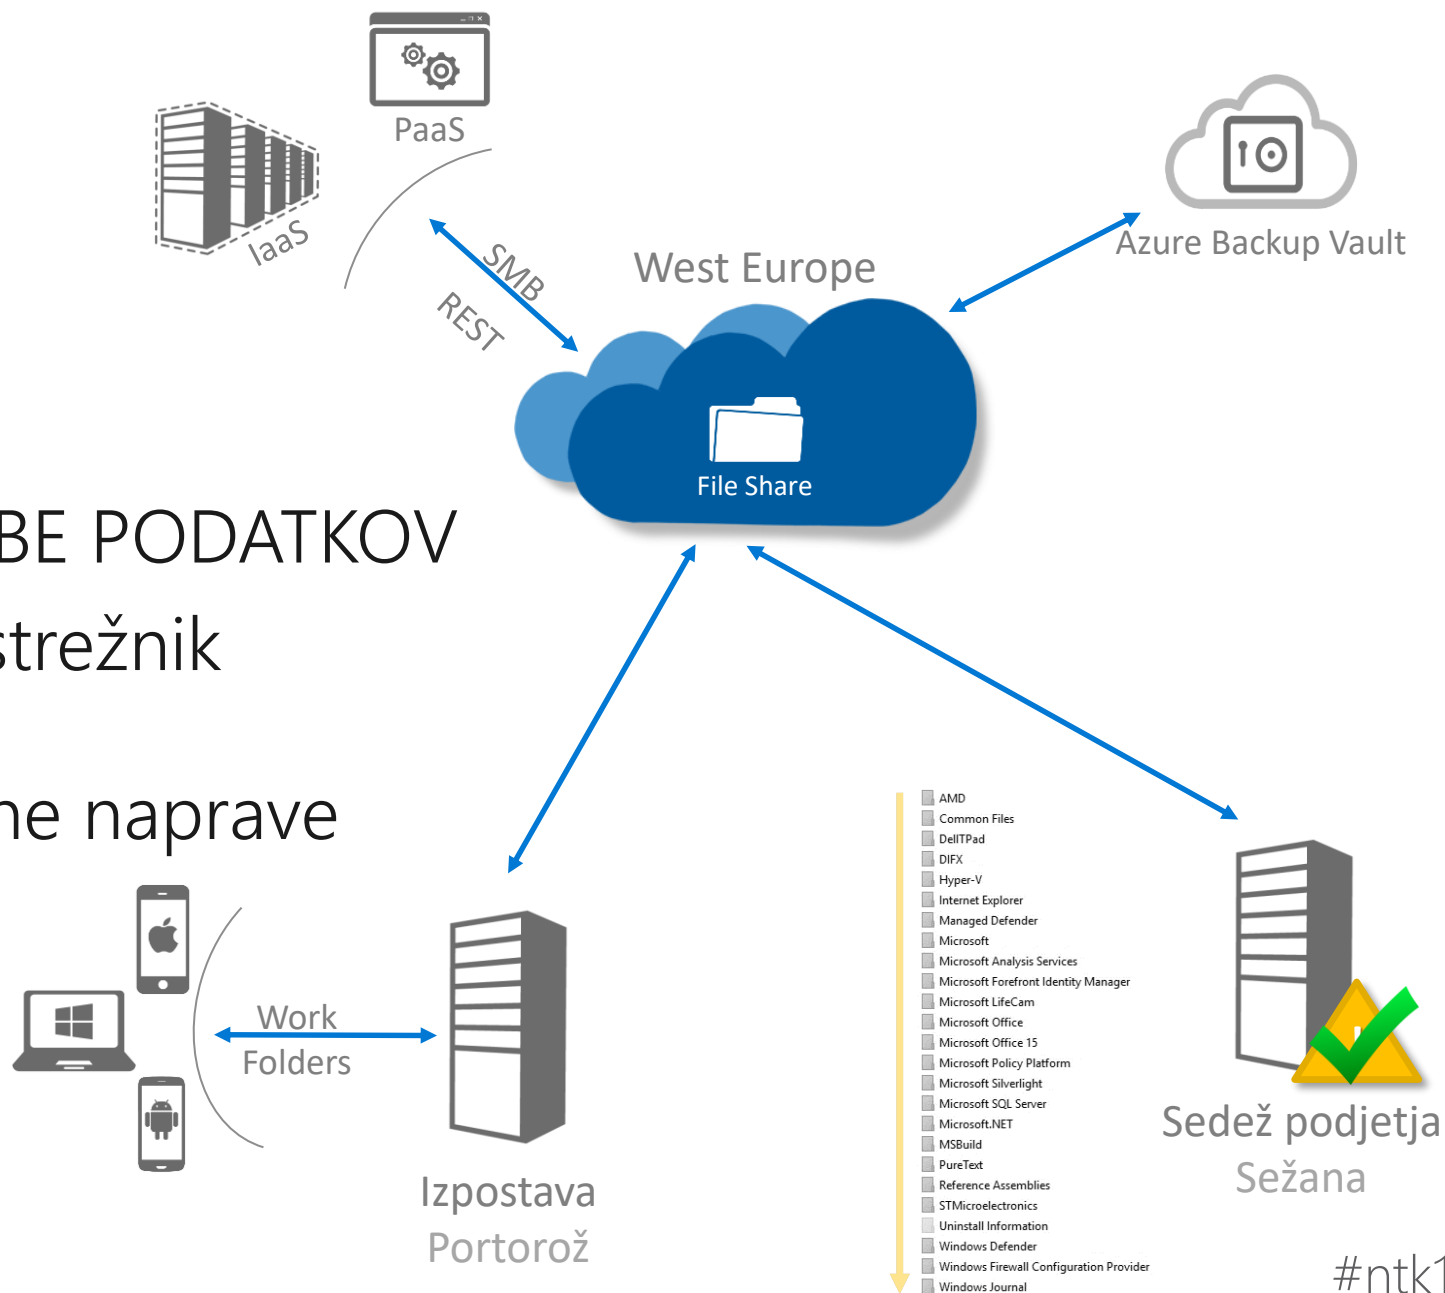 PaaS
IaaS
SMB
REST
West Europe
Azure Backup Vault
File Share
BE PODATKOV
strežnik
ne naprave
Work
Folders
Izpostava
Portorož
AMD
Common Files
DellTPad
DIFX
Hyper-V
Internet Explorer
Managed Defender
Microsoft
Microsoft Analysis Services
Microsoft Forefront Identity Manager
Microsoft LifeCam
Microsoft Office
Microsoft Office 15
Microsoft Policy Platform
Microsoft Silverlight
Microsoft SQL Server
Microsoft.NET
MSBuild
PureText
Reference Assemblies
STMicroelectronics
Uninstall Information
Windows Defender
Windows Firewall Configuration Provider
Windows Journal
Sedež podjetja
Sežana
#ntk1